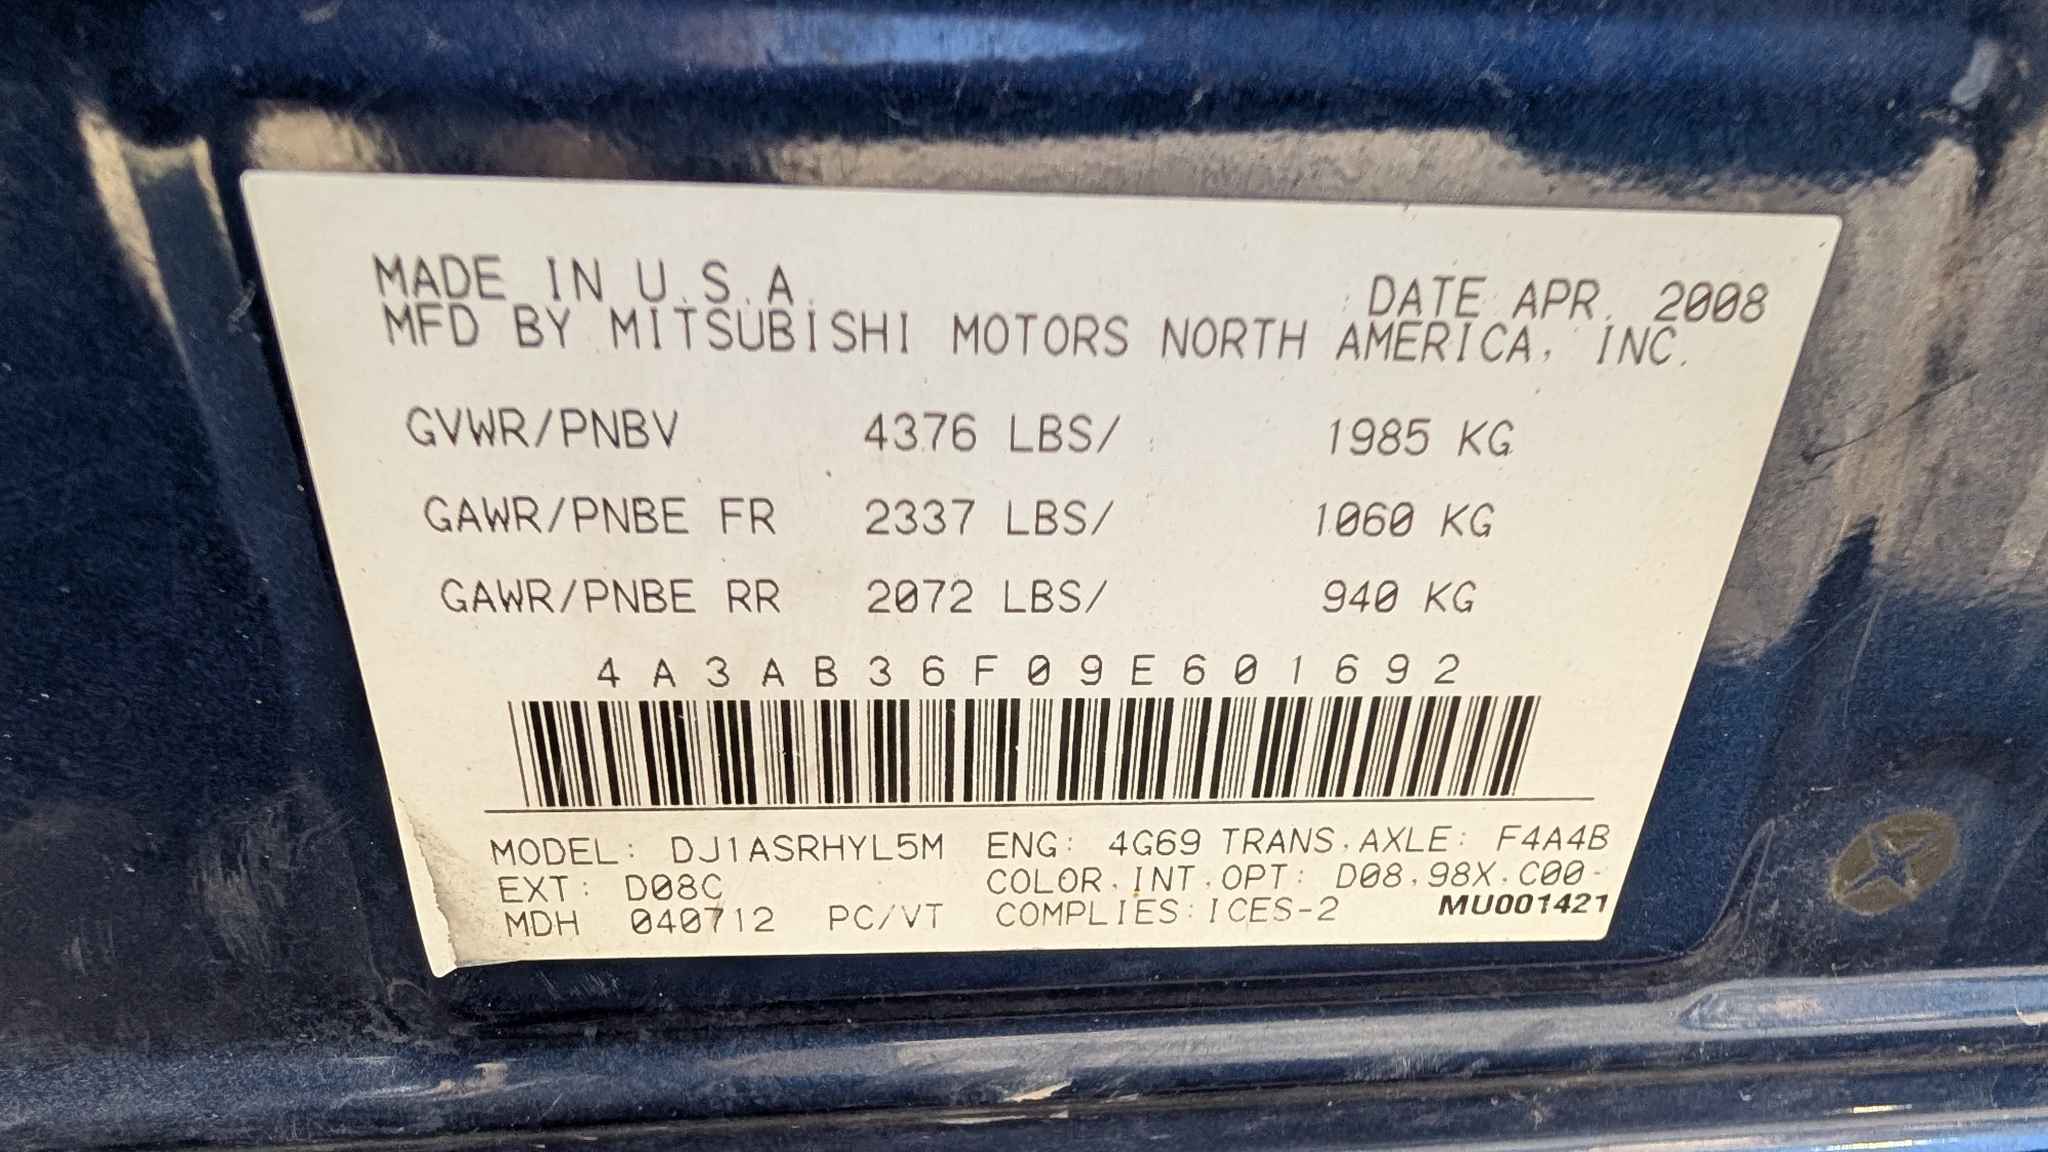 MADE IN U.S.A.
DATE APR. 2008
MFD BY MITSUBISHI MOTORS NORTH AMERICA, INC.
GVWR/PNBV 4376 LBS/ 1985 KG
GAWR/PNBE FR 2337 LBS/ 1060 KG
GAWR/PNBE RR 2072 LBS/ 940 KG
4A3AB36F09E601692
MODEL: DJ1ASRHYL5M ENG: 4G69 TRANS.AXLE: F4A4B
EXT: D08C COLOR.INT.OPT: D08.98X.C00-
MDH 040712 PC/VT COMPLIES:ICES-2 MU001421